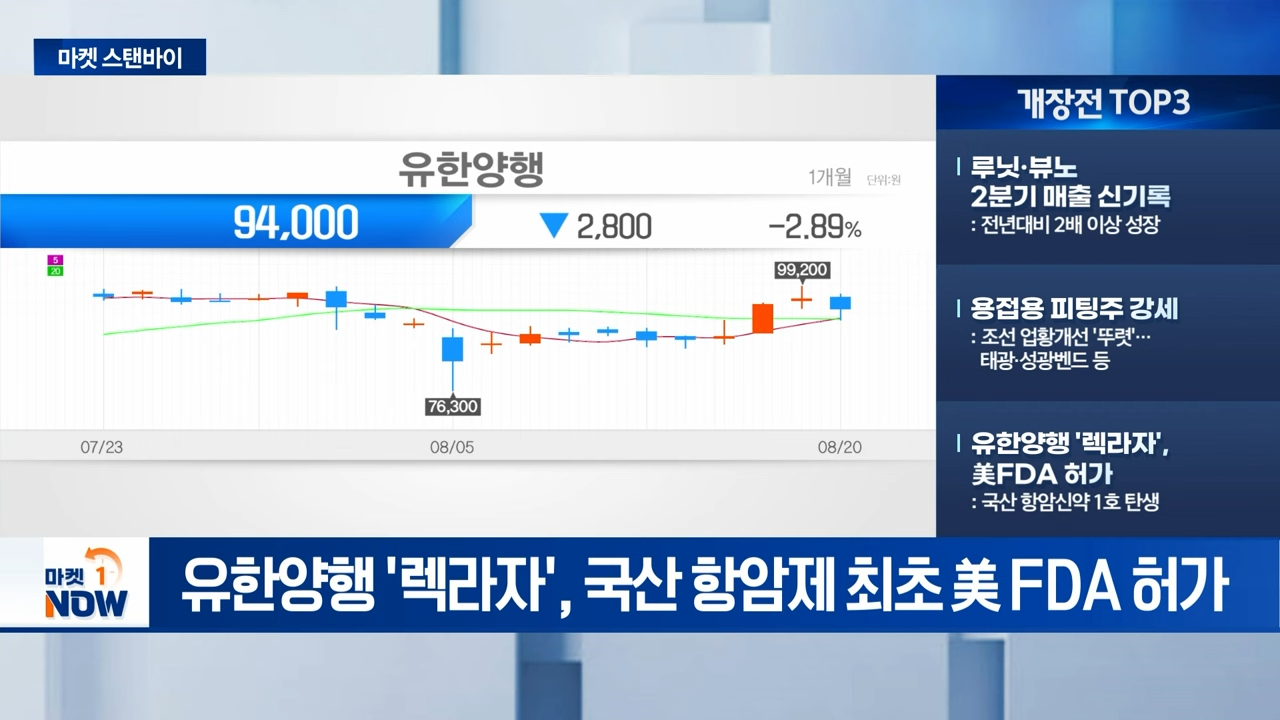 마켓 스탠바이
유한양행
1개월 단위:원
94,000 ▼ 2,800 -2.89%
5
20
99,200
76,300
07/23 08/05 08/20
개장전 TOP3
루닛·뷰노
2분기 매출 신기록
: 전년대비 2배 이상 성장
용접용 피팅주 강세
: 조선 업황개선 '뚜렷'…
태광·성광벤드 등
유한양행 '렉라자',
美FDA 허가
: 국산 항암신약 1호 탄생
마켓 1
NOW
유한양행 '렉라자', 국산 항암제 최초 美 FDA 허가